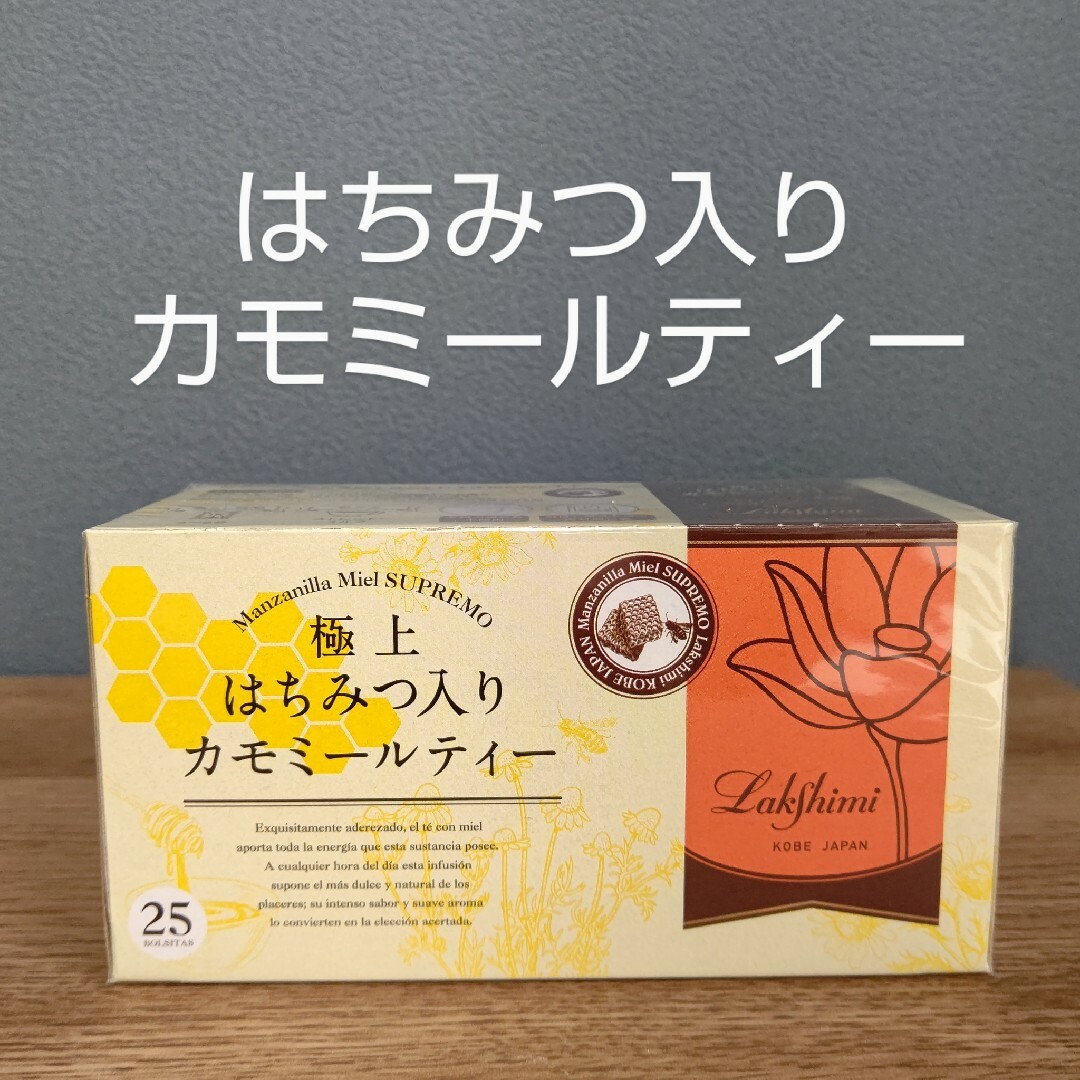 はちみつ入り
カモミールティー
Manzanilla Miel SUPREMO
極上
はちみつ入り
カモミールティー
Exquisitamente aderezado, el té con miel
aporta toda la energía que esta sustancia posee.
A cualquier hora del día esta infusión
supone el más dulce y natural de los
placeres; su intenso sabor y suave aroma
lo convierten en la elección acertada.
25
BOLSITAS
Manzanilla Miel SUPREMO Lakshimi KOBE JAPAN
Lakshimi
KOBE JAPAN